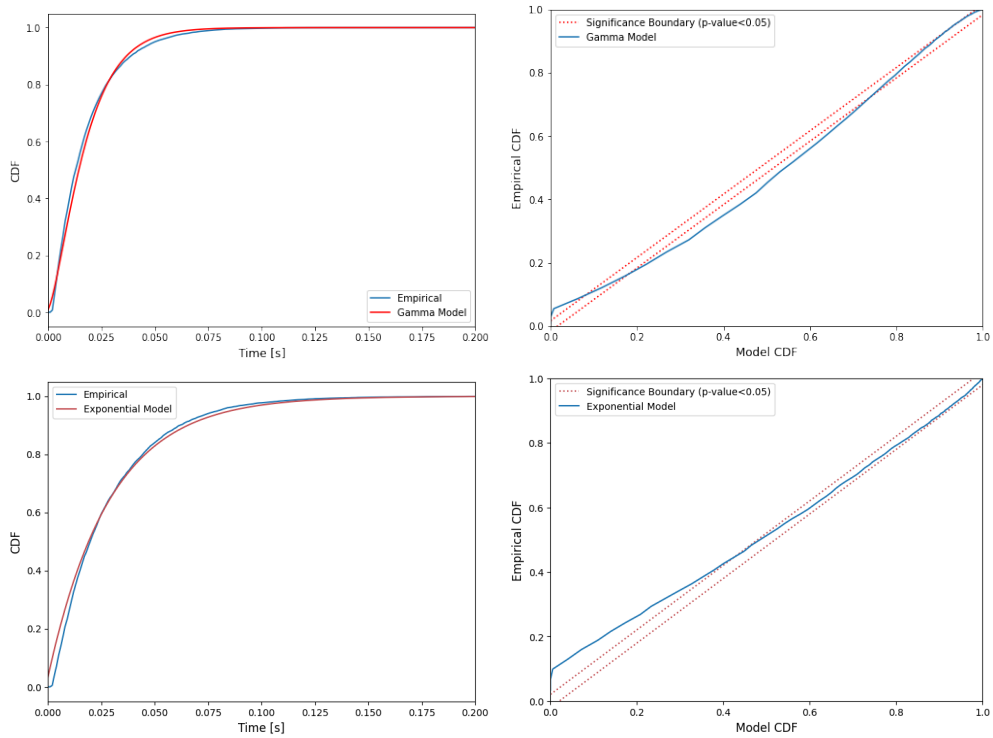 1.0
0.8
0.6
0.4
0.2
0.0
CDF
0.000 0.025 0.050 0.075 0.100 0.125 0.150 0.175 0.200
Time [s]
Empirical
Gamma Model
1.0
0.8
0.6
0.4
0.2
0.0
Empirical CDF
0.0 0.2 0.4 0.6 0.8 1.0
Model CDF
Significance Boundary (p-value<0.05)
Gamma Model
1.0
0.8
0.6
0.4
0.2
0.0
CDF
0.000 0.025 0.050 0.075 0.100 0.125 0.150 0.175 0.200
Time [s]
Empirical
Exponential Model
1.0
0.8
0.6
0.4
0.2
0.0
Empirical CDF
0.0 0.2 0.4 0.6 0.8 1.0
Model CDF
Significance Boundary (p-value<0.05)
Exponential Model